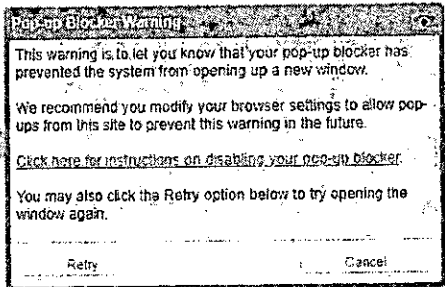 Pop-up Blocker Warning
This warning is to let you know that your pop-up blocker has
prevented the system from opening up a new window.
We recommend you modify your browser settings to allow pop-
ups from this site to prevent this warning in the future.
Click here for instructions on disabling your pop-up blocker.
You may also click the Retry option below to try opening the
window again.
Retry
Cancel